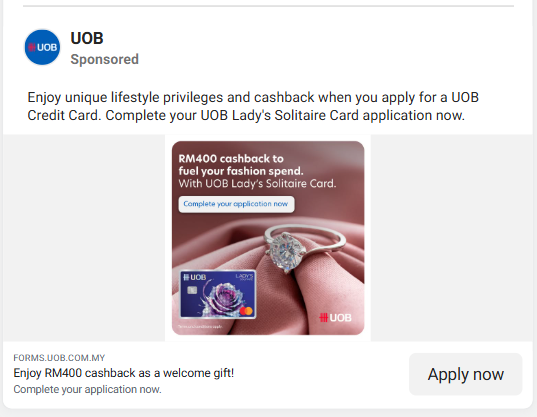 UOB
UOB
Sponsored
Enjoy unique lifestyle privileges and cashback when you apply for a UOB
Credit Card. Complete your UOB Lady's Solitaire Card application now.
RM400 cashback to
fuel your fashion spend.
With UOB Lady's Solitaire Card.
Complete your application now
UOB
LADY'S
UOB
FORMS.UOB.COM.MY
Enjoy RM400 cashback as a welcome gift!
Complete your application now.
Apply now